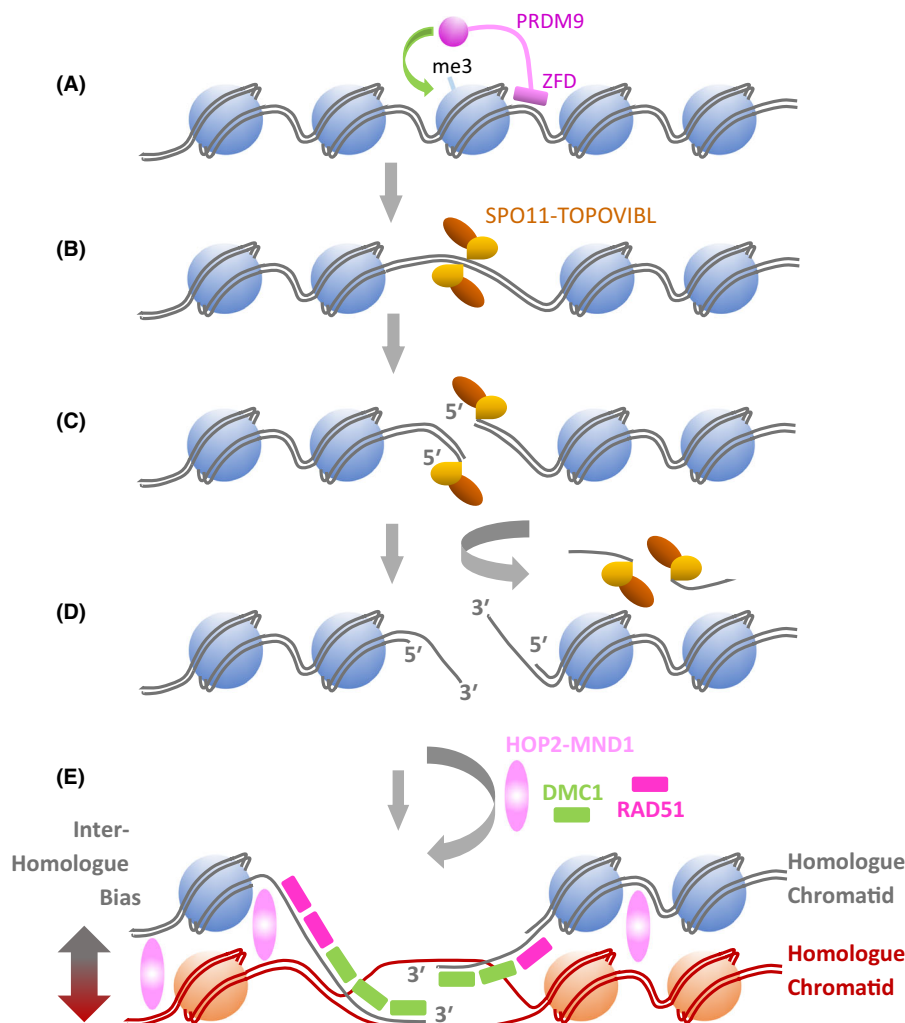 PRDM9
me3
ZFD
(A)
SPO11-TOPOVIBL
(B)
(C)
5′
5′
(D)
3′
5′
5′
3′
(E)
HOP2-MND1
DMC1
RAD51
Inter-
Homologue
Bias
Homologue
Chromatid
Homologue
Chromatid
3′
3′